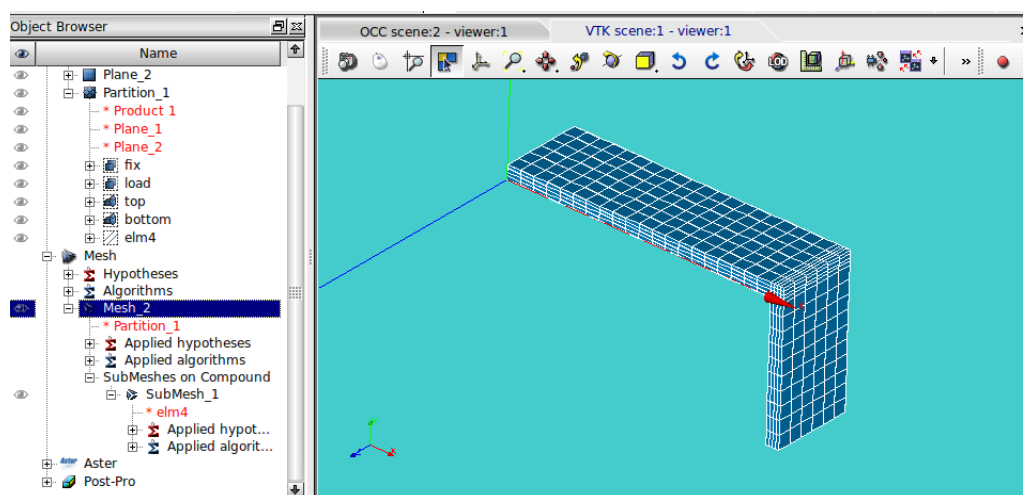 Object Browser
OCC scene:2 - viewer:1
VTK scene:1 - viewer:1
Name
Plane_2
Partition_1
* Product 1
* Plane_1
* Plane_2
fix
load
top
bottom
elm4
Mesh
Hypotheses
Algorithms
Mesh_2
* Partition_1
Applied hypotheses
Applied algorithms
SubMeshes on Compound
SubMesh_1
* elm4
Applied hypot...
Applied algorit...
Aster
Post-Pro
LOD